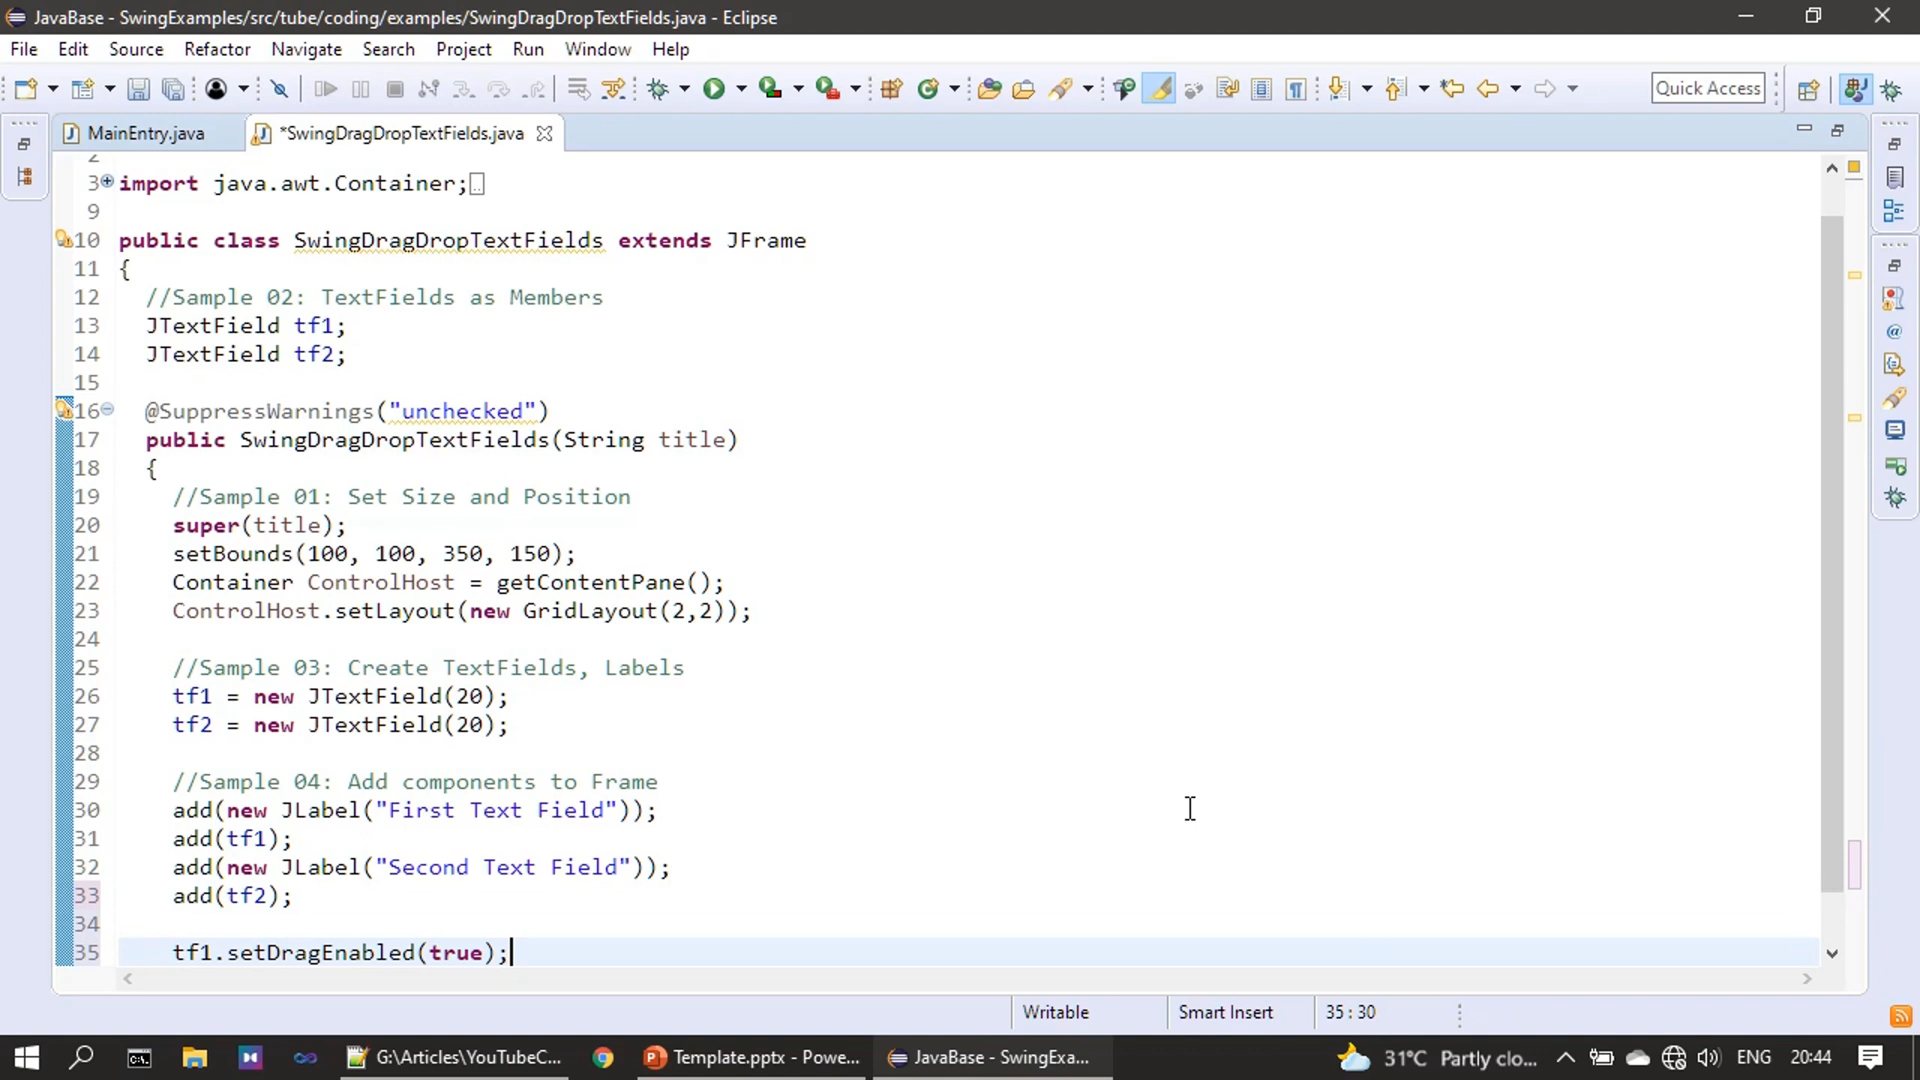 JavaBase - SwingExamples/src/tube/coding/examples/SwingDragDropTextFields.java - Eclipse
File Edit Source Refactor Navigate Search Project Run Window Help
Quick Access
MainEntry.java *SwingDragDropTextFields.java
2
3 import java.awt.Container;
9
10 public class SwingDragDropTextFields extends JFrame
11 {
12 //Sample 02: TextFields as Members
13 JTextField tf1;
14 JTextField tf2;
15
16 @SuppressWarnings("unchecked")
17 public SwingDragDropTextFields(String title)
18 {
19 //Sample 01: Set Size and Position
20 super(title);
21 setBounds(100, 100, 350, 150);
22 Container ControlHost = getContentPane();
23 ControlHost.setLayout(new GridLayout(2,2));
24
25 //Sample 03: Create TextFields, Labels
26 tf1 = new JTextField(20);
27 tf2 = new JTextField(20);
28
29 //Sample 04: Add components to Frame
30 add(new JLabel("First Text Field"));
31 add(tf1);
32 add(new JLabel("Second Text Field"));
33 add(tf2);
34
35 tf1.setDragEnabled(true);
Writable Smart Insert 35 : 30
G:\Articles\YouTubeC... Template.pptx - Powe... JavaBase - SwingExa... 31°C Partly clo... ENG 20:44